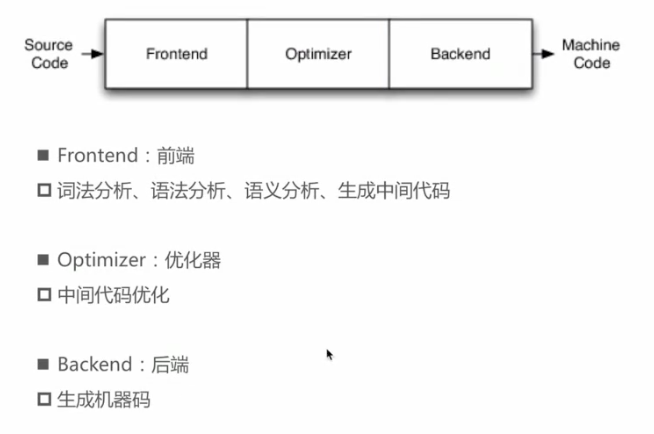 Source Code
Frontend
Optimizer
Backend
Machine Code
Frontend：前端
词法分析、语法分析、语义分析、生成中间代码
Optimizer：优化器
中间代码优化
Backend：后端
生成机器码